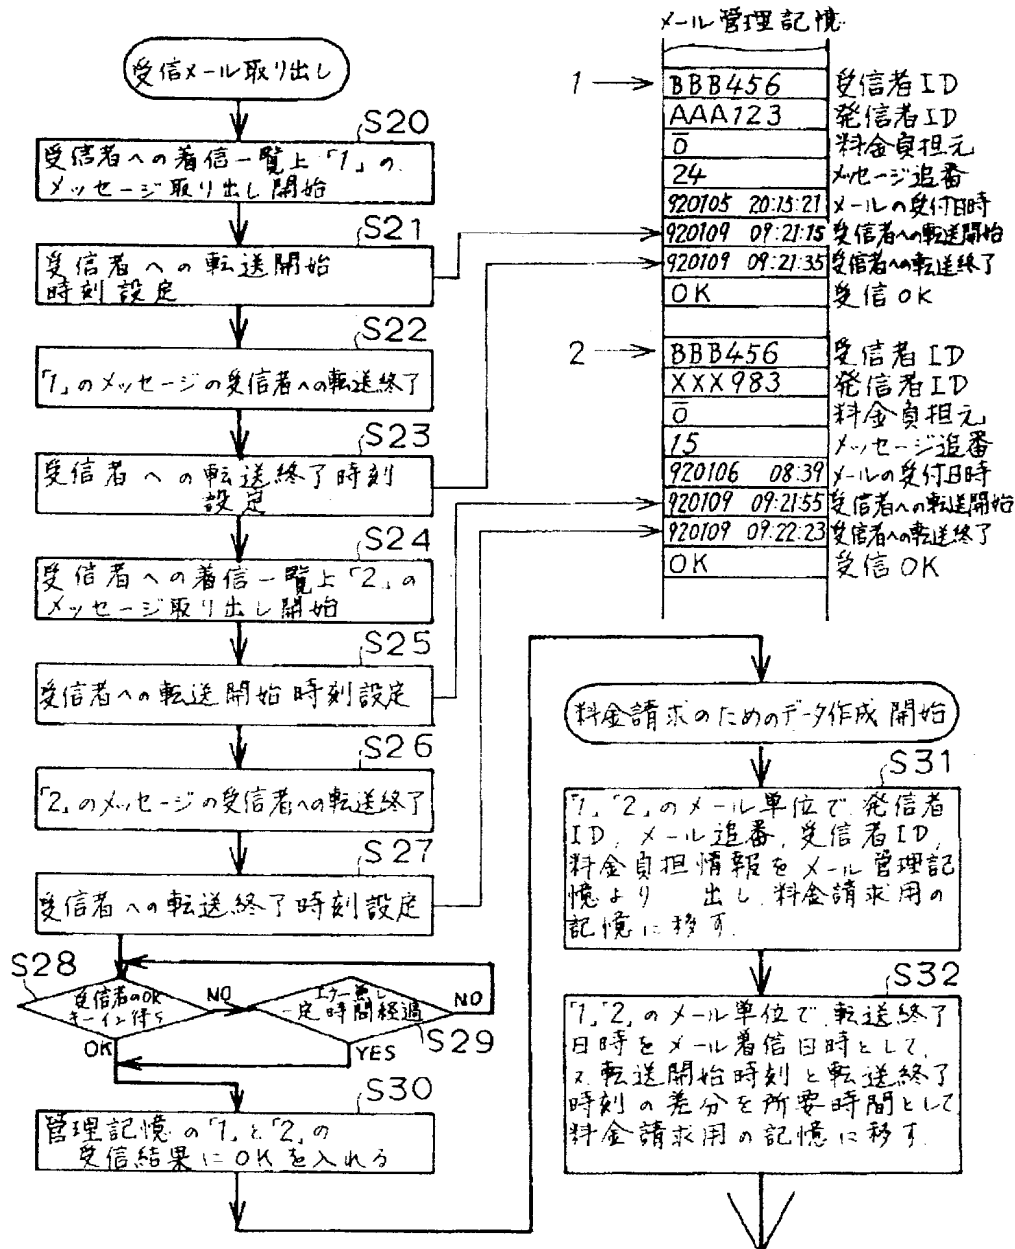 受信メール取り出し
S20
受信者への着信一覧上「1」の
メッセージ取り出し開始
S21
受信者への転送開始
時刻設定
S22
「1」のメッセージの受信者への転送終了
S23
受信者への転送終了時刻
設定
S24
受信者への着信一覧上「2」の
メッセージ取り出し開始
S25
受信者への転送開始時刻設定
S26
「2」のメッセージの受信者への転送終了
S27
受信者への転送終了時刻設定
S28
受信者のOK
キーイン待ち
NO
OK
エラー無し
一定時間経過
NO
S29
YES
S30
管理記憶の「1」と「2」の
受信結果にOKを入れる
メール管理記憶
1
BBB456 受信者ID
AAA123 発信者ID
0 料金負担元
24 メッセージ追番
920105 20:15:21 メールの受付日時
920109 09:21:15 受信者への転送開始
920109 09:21:35 受信者への転送終了
OK 受信OK
2
BBB456 受信者ID
XXX983 発信者ID
0 料金負担元
15 メッセージ追番
920106 08:39 メールの受付日時
920109 09:21:55 受信者への転送開始
920109 09:22:23 受信者への転送終了
OK 受信OK
料金請求のためのデータ作成開始
S31
「1」「2」のメール単位で、発信者
ID、メール追番、受信者ID、
料金負担情報をメール管理記
憶より 出し、料金請求用の
記憶に移す.
S32
「1」「2」のメール単位で、転送終了
日時をメール着信日時として、
又、転送開始時刻と転送終了
時刻の差分を所要時間として
料金請求用の記憶に移す.